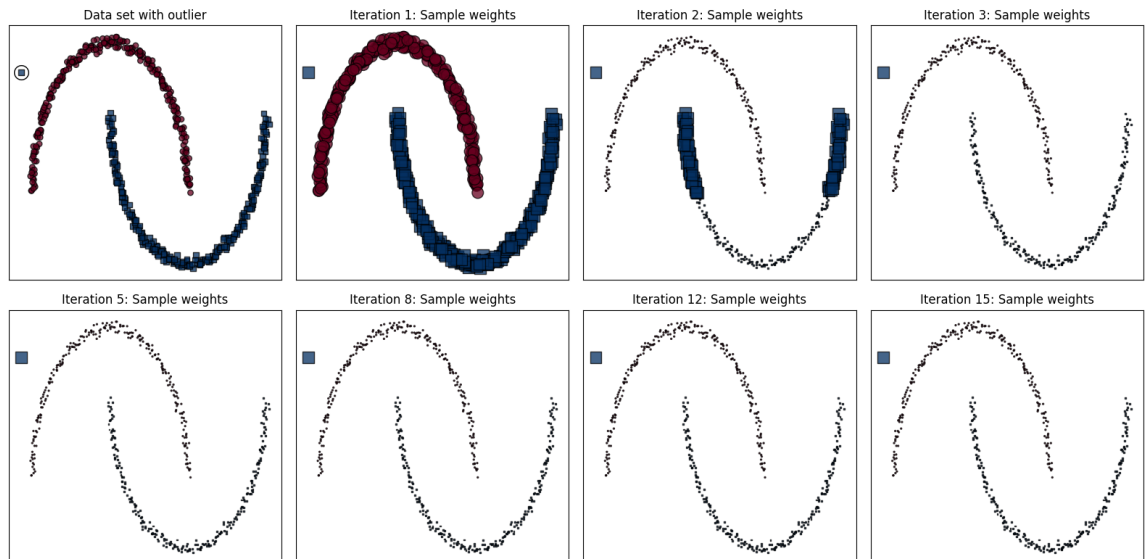 Data set with outlier
Iteration 1: Sample weights
Iteration 2: Sample weights
Iteration 3: Sample weights
Iteration 5: Sample weights
Iteration 8: Sample weights
Iteration 12: Sample weights
Iteration 15: Sample weights